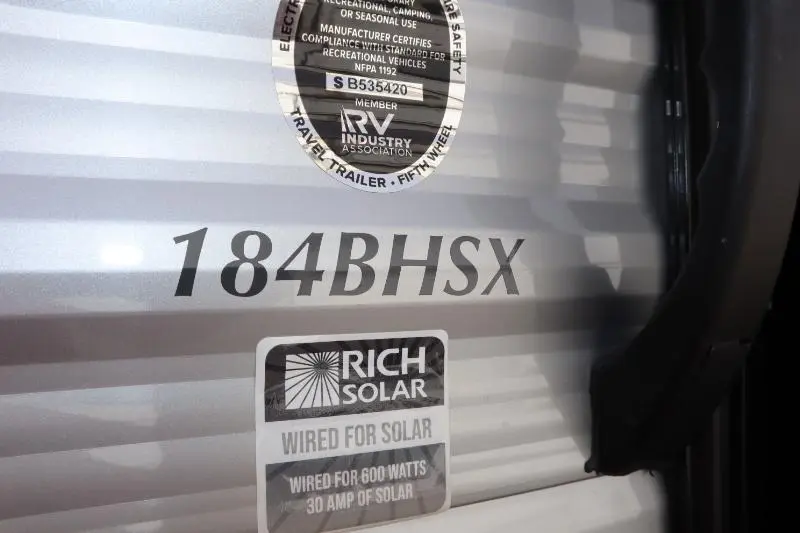 RECREATIONAL, CAMPING,
OR SEASONAL USE
MANUFACTURER CERTIFIES
COMPLIANCE WITH STANDARD FOR
RECREATIONAL VEHICLES
NFPA 1192
S B535420
MEMBER
RV
INDUSTRY
ASSOCIATION
TRAVEL TRAILER • FIFTH WHEEL
184BHSX
RICH
SOLAR
WIRED FOR SOLAR
WIRED FOR 600 WATTS
30 AMP OF SOLAR